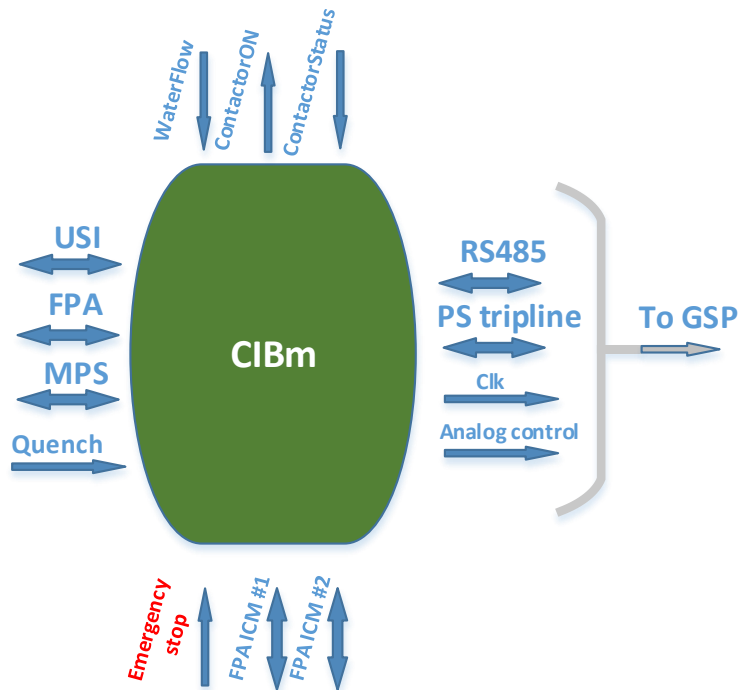 WaterFlow
ContactorON
ContactorStatus
USI
FPA
MPS
Quench
CIBm
RS485
PS tripline
Clk
Analog control
To GSP
Emergency
stop
FPA ICM #1
FPA ICM #2